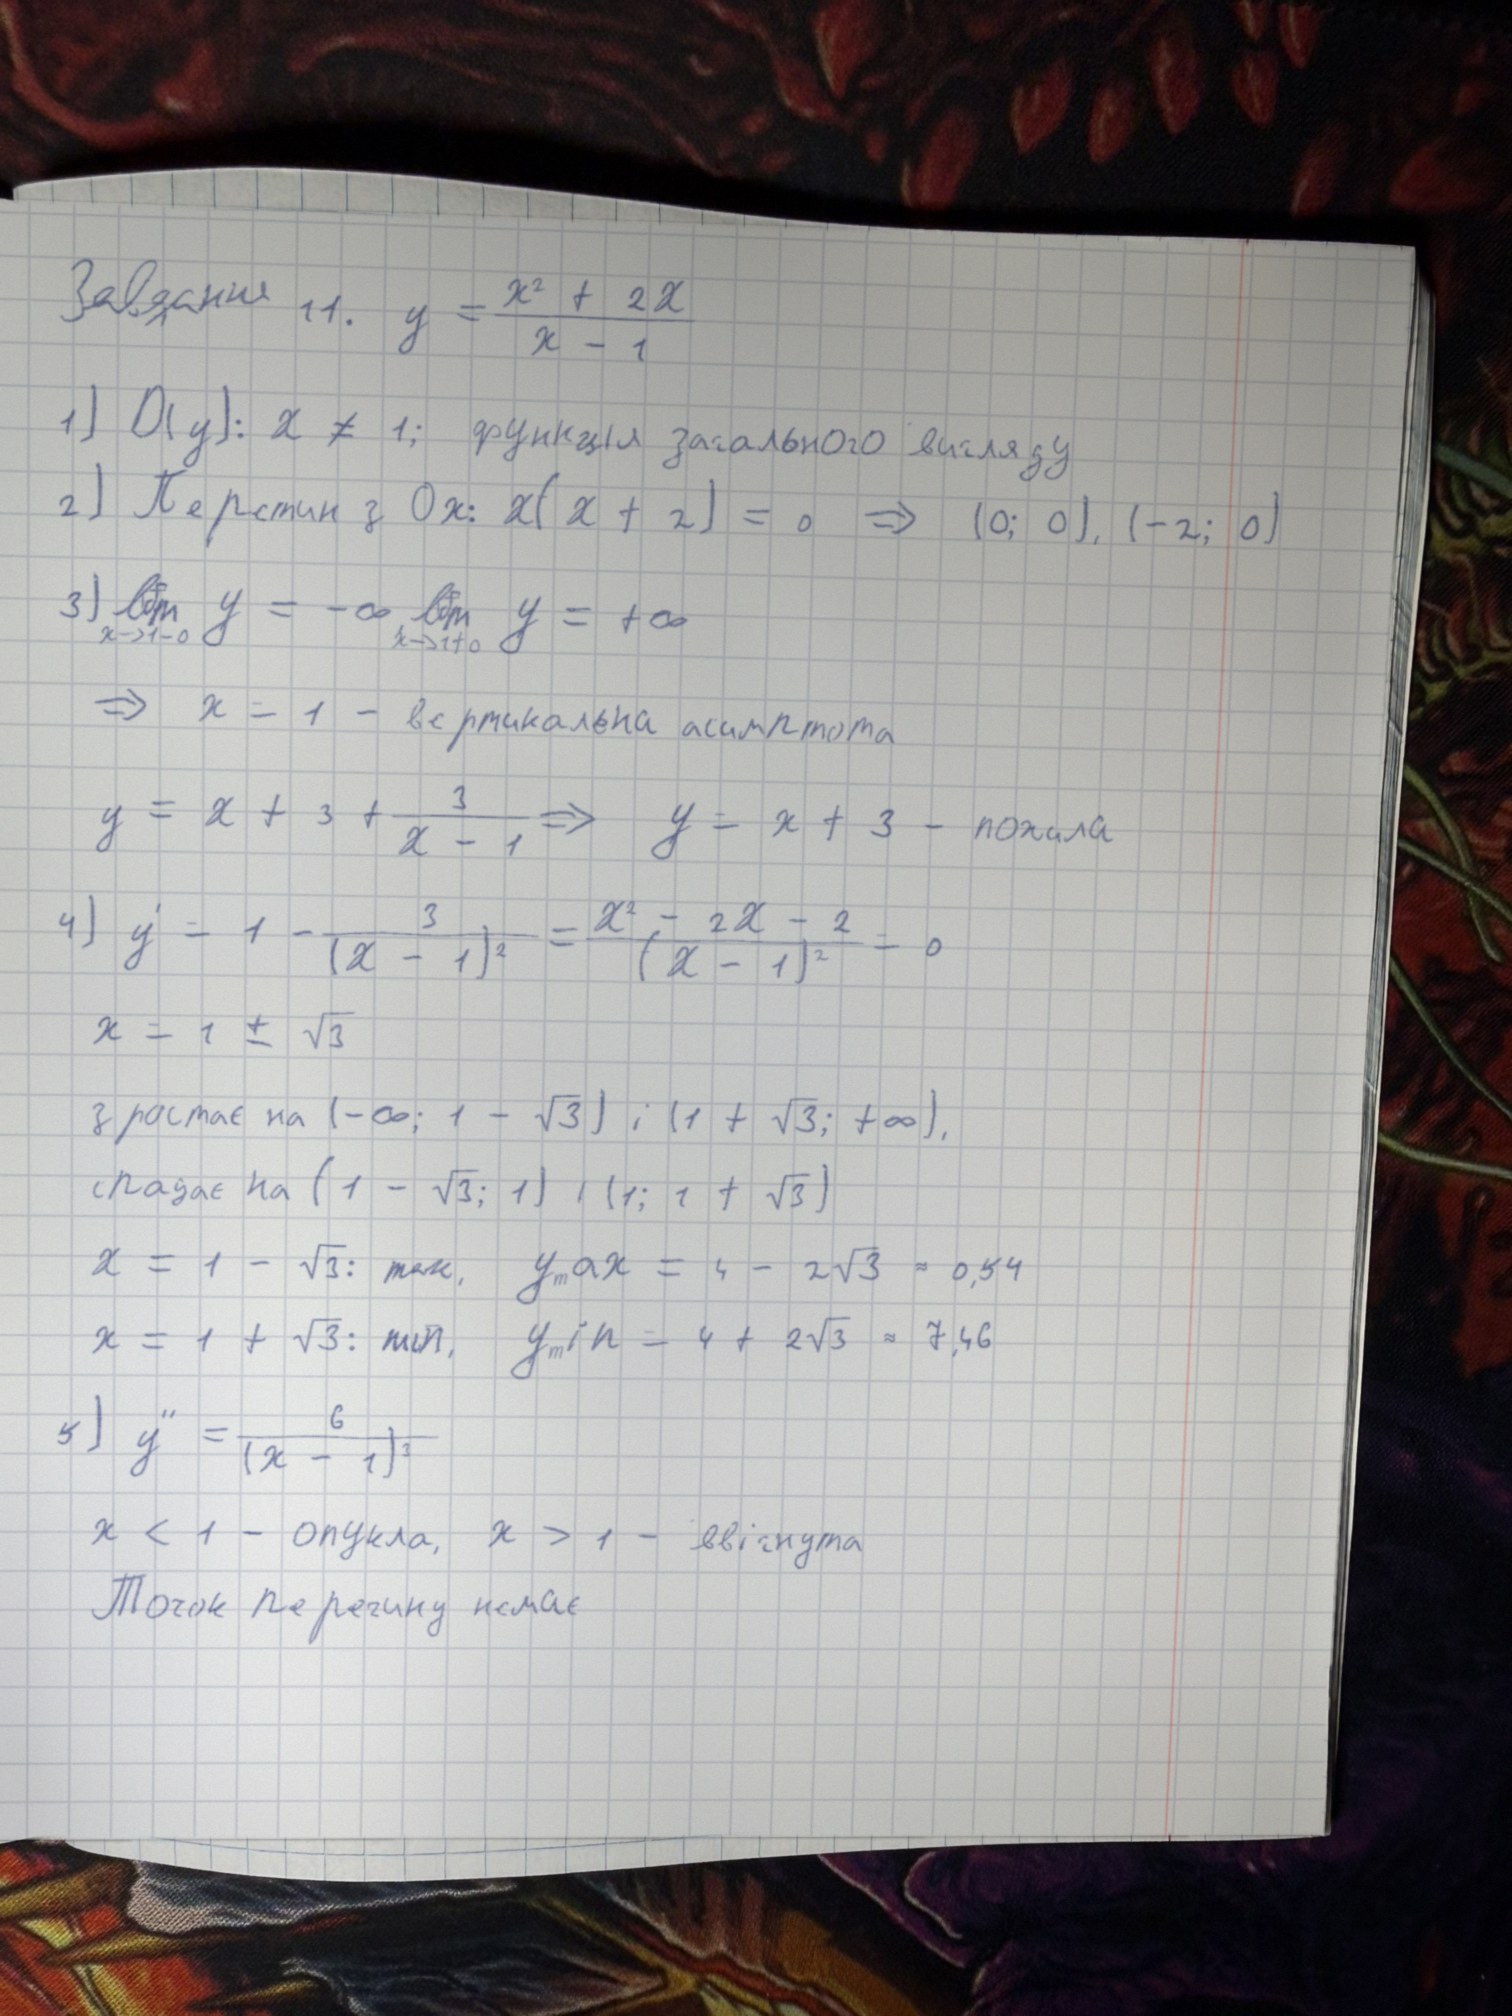 Завдання 11. y = (x² + 2x)/(x - 1)
1) D(y): x ≠ 1; функція загального вигляду
2) Перетин з Ox: x(x + 2) = 0 ⇒ (0; 0), (-2; 0)
3) lim x→1-0 y = -∞ lim x→1+0 y = +∞
⇒ x = 1 - вертикальна асимптота
y = x + 3 + 3/(x - 1) ⇒ y = x + 3 - похила
4) y' = 1 - 3/(x - 1)² = (x² - 2x - 2)/(x - 1)² = 0
x = 1 ± √3
зростає на (-∞; 1 - √3) і (1 + √3; +∞),
спадає на (1 - √3; 1) і (1; 1 + √3)
x = 1 - √3: max, yₘax = 4 - 2√3 ≈ 0,54
x = 1 + √3: min, yₘin = 4 + 2√3 ≈ 7,46
5) y'' = 6/(x - 1)³
x < 1 - опукла, x > 1 - ввігнута
Точок перегину немає